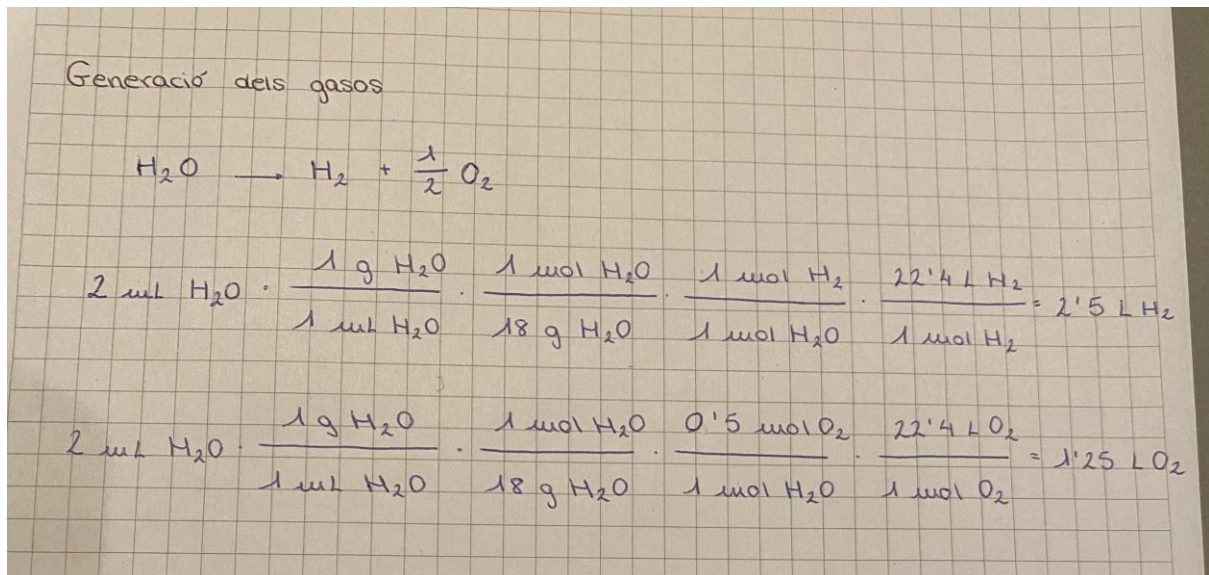 Generació dels gasos
H₂O → H₂ + 1/2 O₂
2 mL H₂O · 1 g H₂O / 1 mL H₂O · 1 mol H₂O / 18 g H₂O · 1 mol H₂ / 1 mol H₂O · 22'4 L H₂ / 1 mol H₂ = 2'5 L H₂
2 mL H₂O · 1 g H₂O / 1 mL H₂O · 1 mol H₂O / 18 g H₂O · 0'5 mol O₂ / 1 mol H₂O · 22'4 L O₂ / 1 mol O₂ = 1'25 L O₂